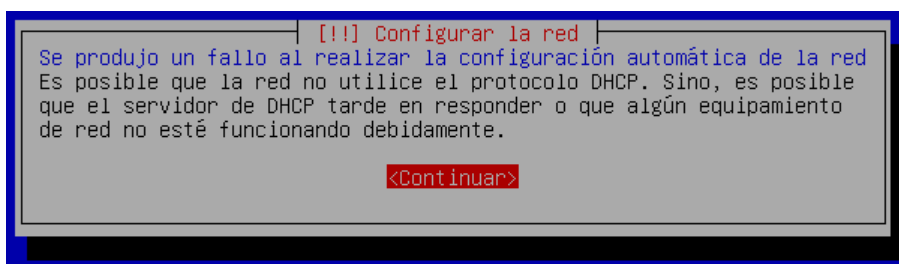 [!!] Configurar la red
Se produjo un fallo al realizar la configuración automática de la red
Es posible que la red no utilice el protocolo DHCP. Sino, es posible
que el servidor de DHCP tarde en responder o que algún equipamiento
de red no esté funcionando debidamente.
<Continuar>